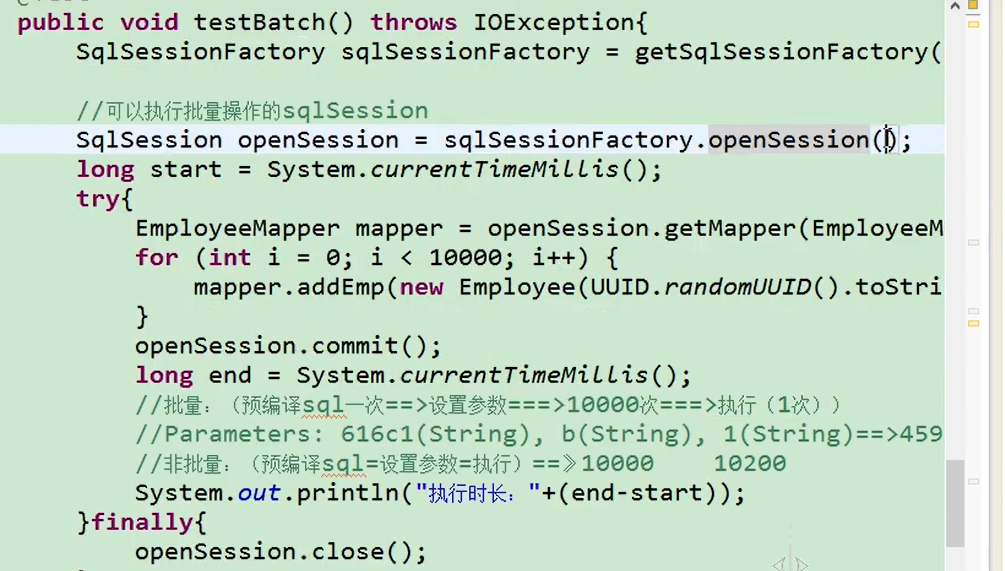 public void testBatch() throws IOException{
SqlSessionFactory sqlSessionFactory = getSqlSessionFactory(
//可以执行批量操作的sqlSession
SqlSession openSession = sqlSessionFactory.openSession();
long start = System.currentTimeMillis();
try{
EmployeeMapper mapper = openSession.getMapper(EmployeeM
for (int i = 0; i < 10000; i++) {
mapper.addEmp(new Employee(UUID.randomUUID().toStri
}
openSession.commit();
long end = System.currentTimeMillis();
//批量：（预编译sql一次==>设置参数===>10000次===>执行（1次））
//Parameters: 616c1(String), b(String), 1(String)==>459
//非批量：（预编译sql=设置参数=执行）==》10000 10200
System.out.println("执行时长："+(end-start));
}finally{
openSession.close();